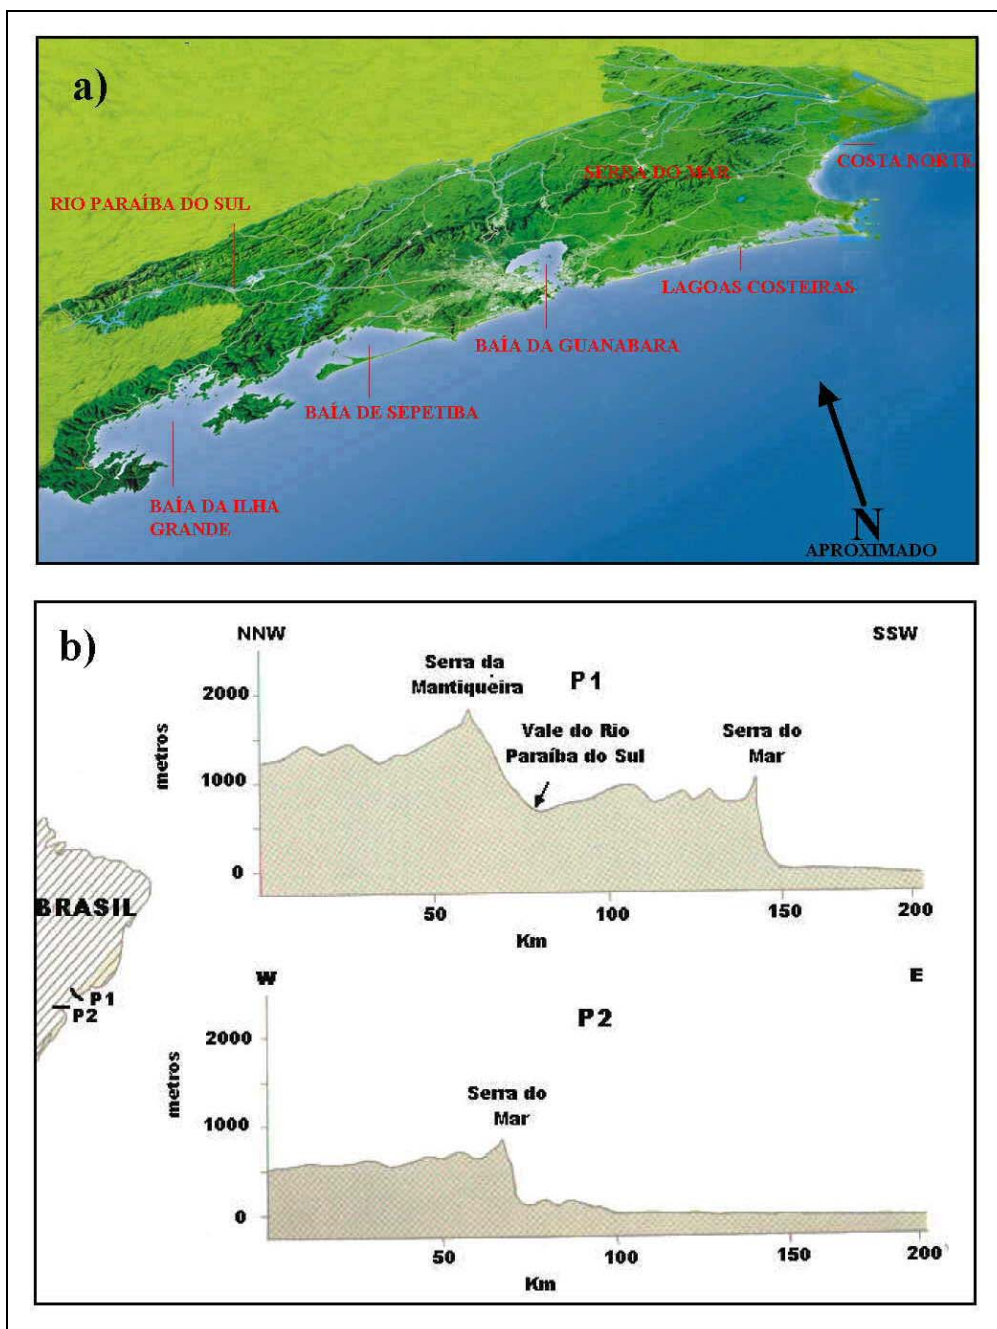 a)
SERRA DO MAR
COSTA NORTE
RIO PARAÍBA DO SUL
LAGOAS COSTEIRAS
BAÍA DA GUANABARA
BAÍA DE SEPETIBA
BAÍA DA ILHA
GRANDE
N
APROXIMADO
b)
NNW
SSW
Serra da
Mantiqueira
P1
Vale do Rio
Paraíba do Sul
Serra do
Mar
metros
2000
1000
0
50
100
150
200
Km
BRASIL
P1
P2
W
E
P2
Serra do
Mar
metros
2000
1000
0
50
100
150
200
Km